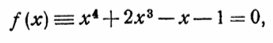 f (x) ≡ x⁴ + 2x³ − x − 1 = 0,